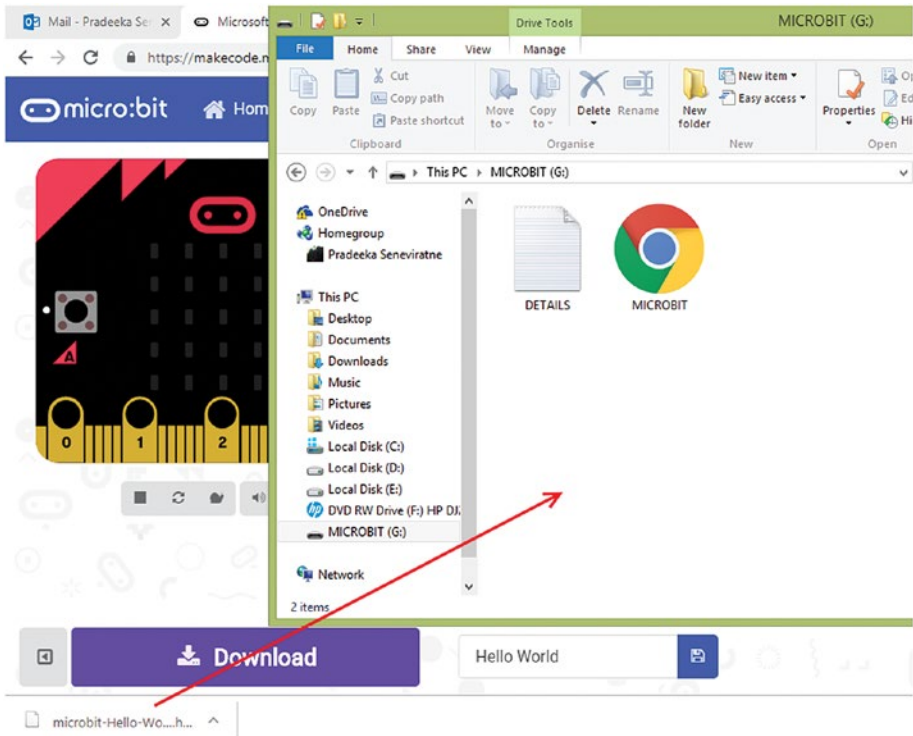 Mail - Pradeeka Se
Microsoft
https://makecode.m
micro:bit
Hom
A
0 1 2
Drive Tools
MICROBIT (G:)
File Home Share View Manage
Copy
Paste
Cut
Copy path
Paste shortcut
Clipboard
Move to
Copy to
Delete
Rename
Organise
New folder
New item
Easy access
New
Properties
Op
Ed
Hi
Open
This PC MICROBIT (G:)
OneDrive
Homegroup
Pradeeka Seneviratne
This PC
Desktop
Documents
Downloads
Music
Pictures
Videos
Local Disk (C:)
Local Disk (D:)
Local Disk (E:)
DVD RW Drive (F:) HP DJ
MICROBIT (G:)
Network
2 items
DETAILS
MICROBIT
Download
Hello World
microbit-Hello-Wo....h...